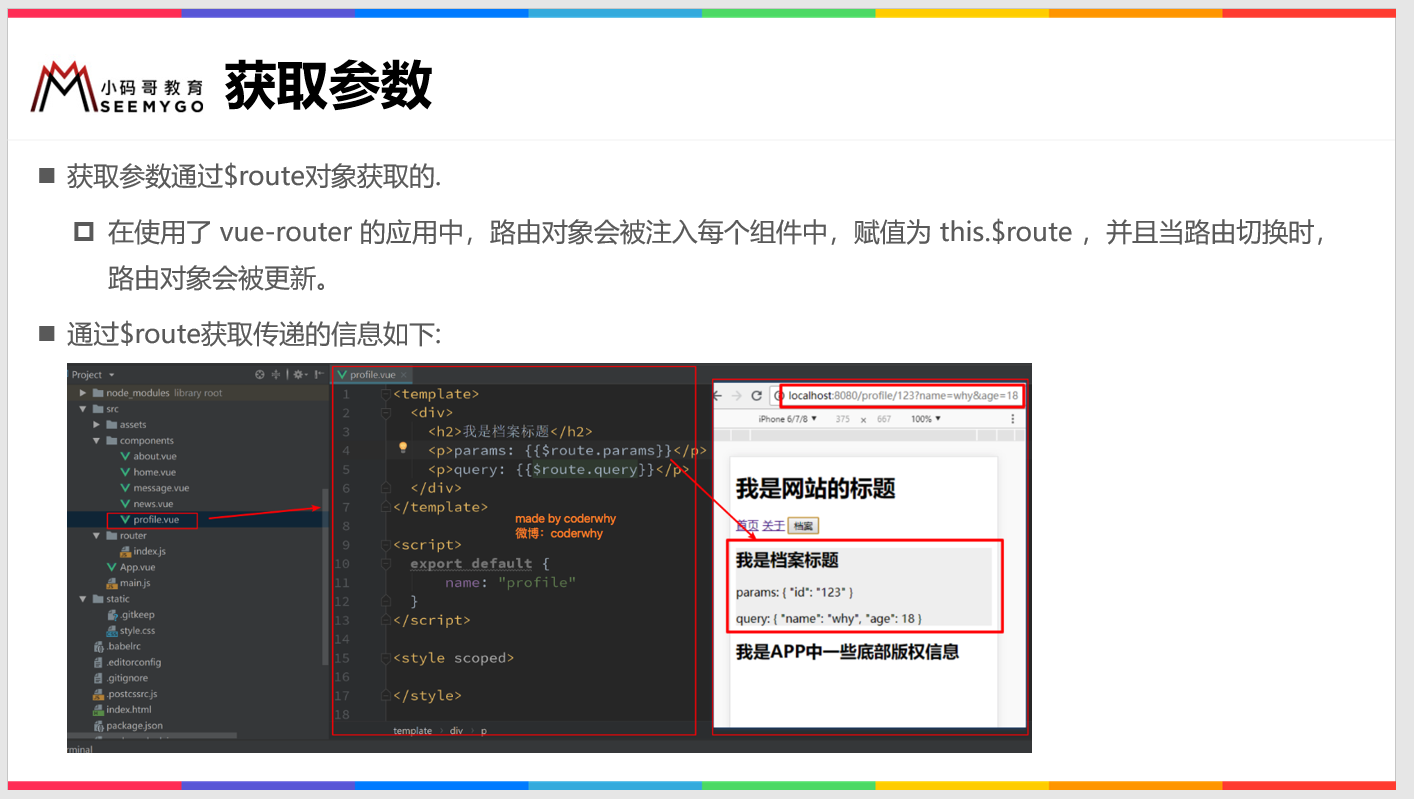 小码哥教育
SEEMYGO
获取参数
获取参数通过$route对象获取的.
在使用了 vue-router 的应用中，路由对象会被注入每个组件中，赋值为 this.$route ，并且当路由切换时，
路由对象会被更新。
通过$route获取传递的信息如下:
Project
node_modules library root
src
assets
components
about.vue
home.vue
message.vue
news.vue
profile.vue
router
index.js
App.vue
main.js
static
.gitkeep
style.css
.babelrc
.editorconfig
.gitignore
.postcssrc.js
index.html
package.json
rminal
profile.vue
1 <template>
2 <div>
3 <h2>我是档案标题</h2>
4 <p>params: {{$route.params}}</p>
5 <p>query: {{$route.query}}</p>
6 </div>
7 </template>
8
9 <script>
10 export default {
11 name: "profile"
12 }
13 </script>
14
15 <style scoped>
16
17 </style>
18
made by coderwhy
微博：coderwhy
template › div › p
localhost:8080/profile/123?name=why&age=18
iPhone 6/7/8 ▼ 375 x 667 100% ▼
我是网站的标题
首页 关于 档案
我是档案标题
params: { "id": "123" }
query: { "name": "why", "age": 18 }
我是APP中一些底部版权信息